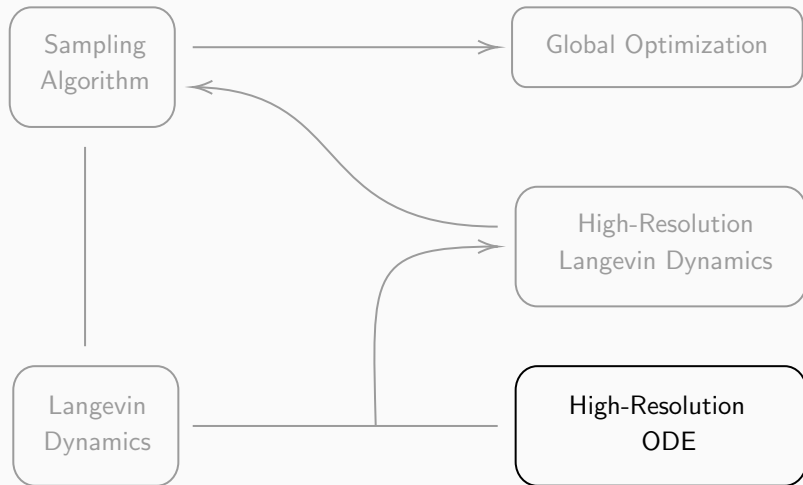 Sampling
Algorithm
Global Optimization
High-Resolution
Langevin Dynamics
Langevin
Dynamics
High-Resolution
ODE